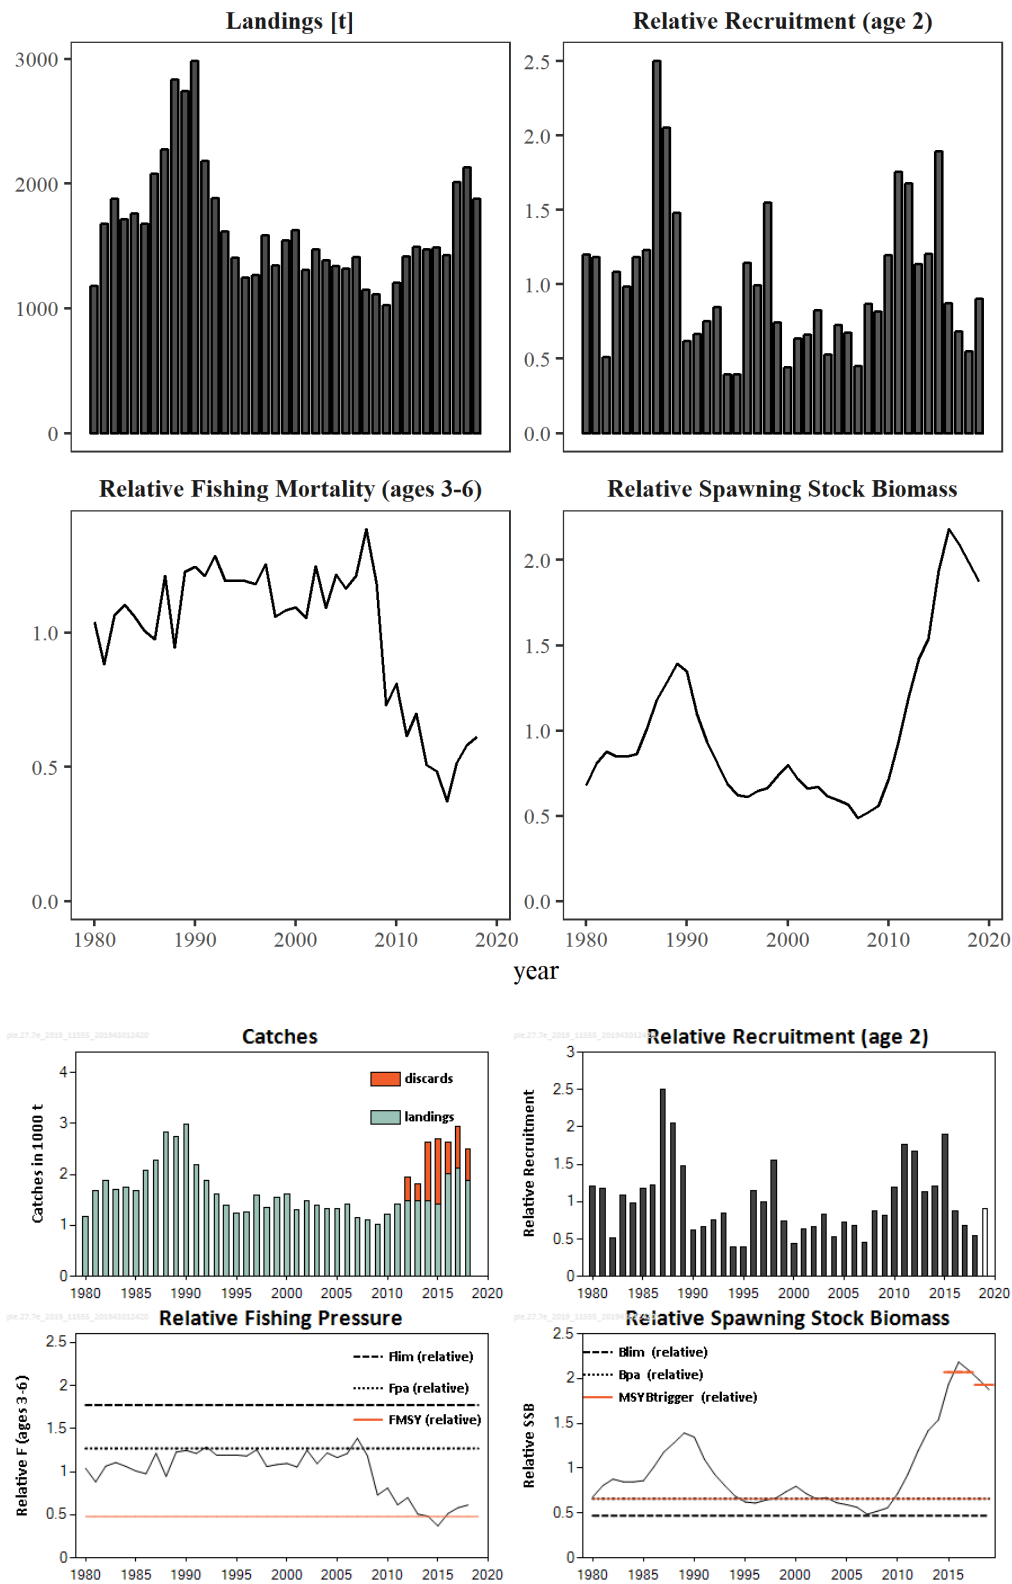 Landings [t]
Relative Recruitment (age 2)
3000
2000
1000
0
2.5
2.0
1.5
1.0
0.5
0.0
Relative Fishing Mortality (ages 3-6)
Relative Spawning Stock Biomass
1.0
0.5
0.0
2.0
1.5
1.0
0.5
0.0
1980 1990 2000 2010 2020
1980 1990 2000 2010 2020
year
Catches
Catches in 1000 t
4
3
2
1
0
discards
landings
1980 1985 1990 1995 2000 2005 2010 2015 2020
Relative Recruitment (age 2)
Relative Recruitment
3
2.5
2
1.5
1
0.5
0
1980 1985 1990 1995 2000 2005 2010 2015 2020
Relative Fishing Pressure
Relative F (ages 3-6)
2.5
2
1.5
1
0.5
0
Flim (relative)
Fpa (relative)
FMSY (relative)
1980 1985 1990 1995 2000 2005 2010 2015 2020
Relative Spawning Stock Biomass
Relative SSB
2.5
2
1.5
1
0.5
0
Blim (relative)
Bpa (relative)
MSYBtrigger (relative)
1980 1985 1990 1995 2000 2005 2010 2015